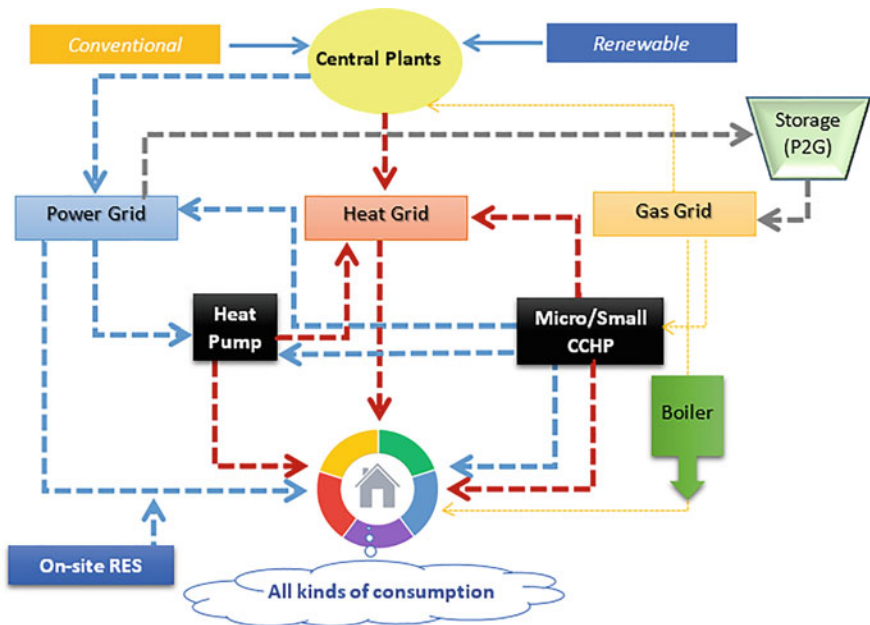 Conventional
Central Plants
Renewable
Storage
(P2G)
Power Grid
Heat Grid
Gas Grid
Heat
Pump
Micro/Small
CCHP
Boiler
On-site RES
All kinds of consumption